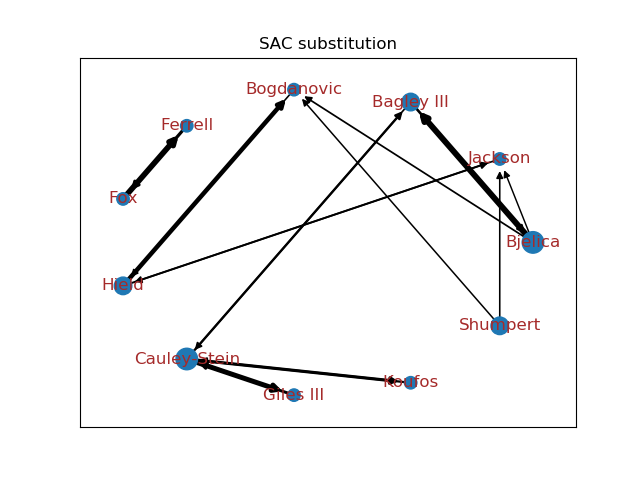 SAC substitution
Bogdanovic
Bagley III
Ferrell
Jackson
Fox
Bjelica
Hield
Shumpert
Cauley-Stein
Koufos
Giles III